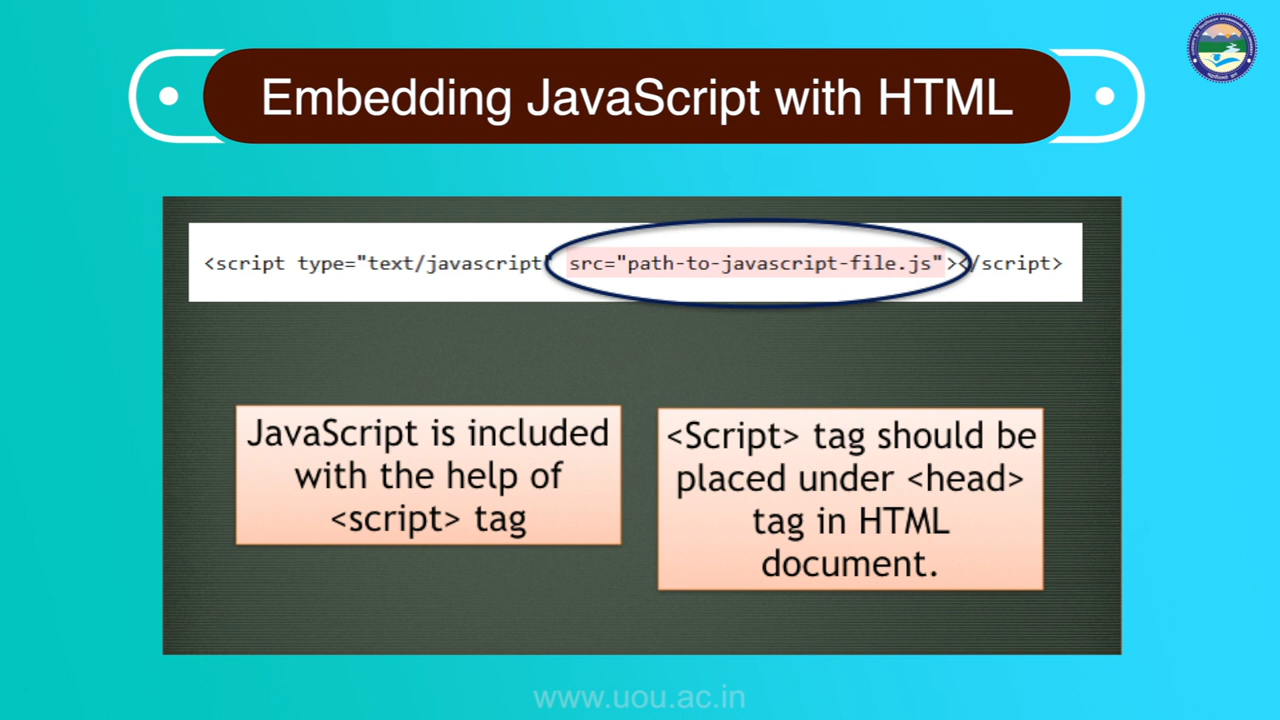 Embedding JavaScript with HTML
<script type="text/javascript" src="path-to-javascript-file.js"></script>
JavaScript is included
with the help of
<script> tag
<Script> tag should be
placed under <head>
tag in HTML
document.
www.uou.ac.in